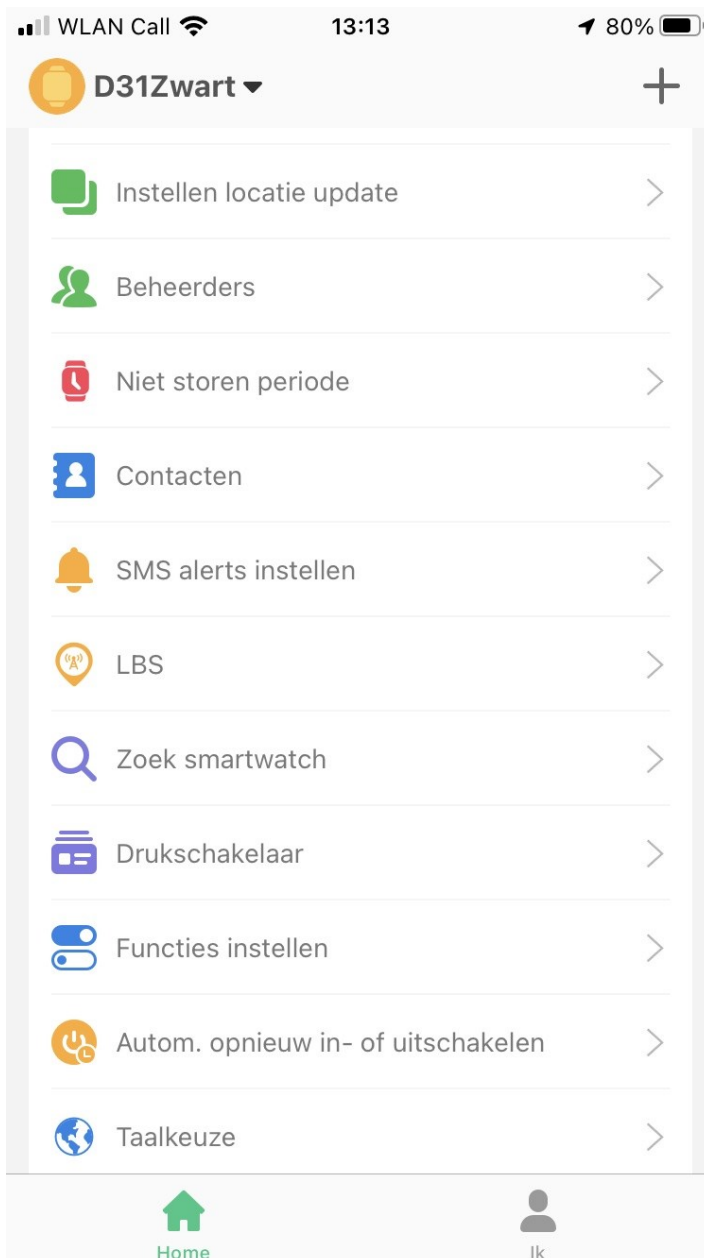 WLAN Call 13:13 80%
D31Zwart
Instellen locatie update
Beheerders
Niet storen periode
Contacten
SMS alerts instellen
LBS
Zoek smartwatch
Drukschakelaar
Functies instellen
Autom. opnieuw in- of uitschakelen
Taalkeuze
Home Ik